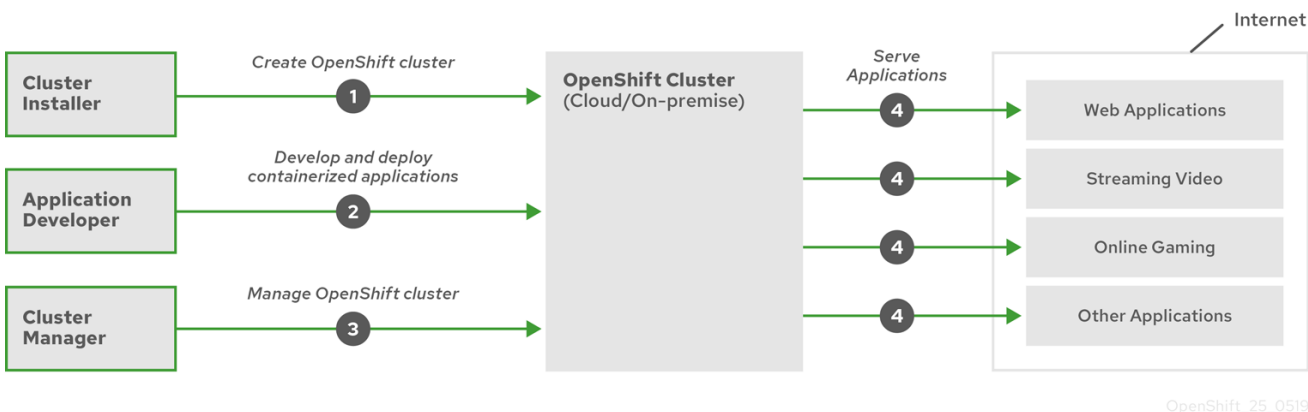 Internet
Cluster
Installer
Create OpenShift cluster
1
OpenShift Cluster
(Cloud/On-premise)
Serve
Applications
4
Web Applications
Application
Developer
Develop and deploy
containerized applications
2
4
Streaming Video
4
Online Gaming
Cluster
Manager
Manage OpenShift cluster
3
4
Other Applications
OpenShift_25_0519